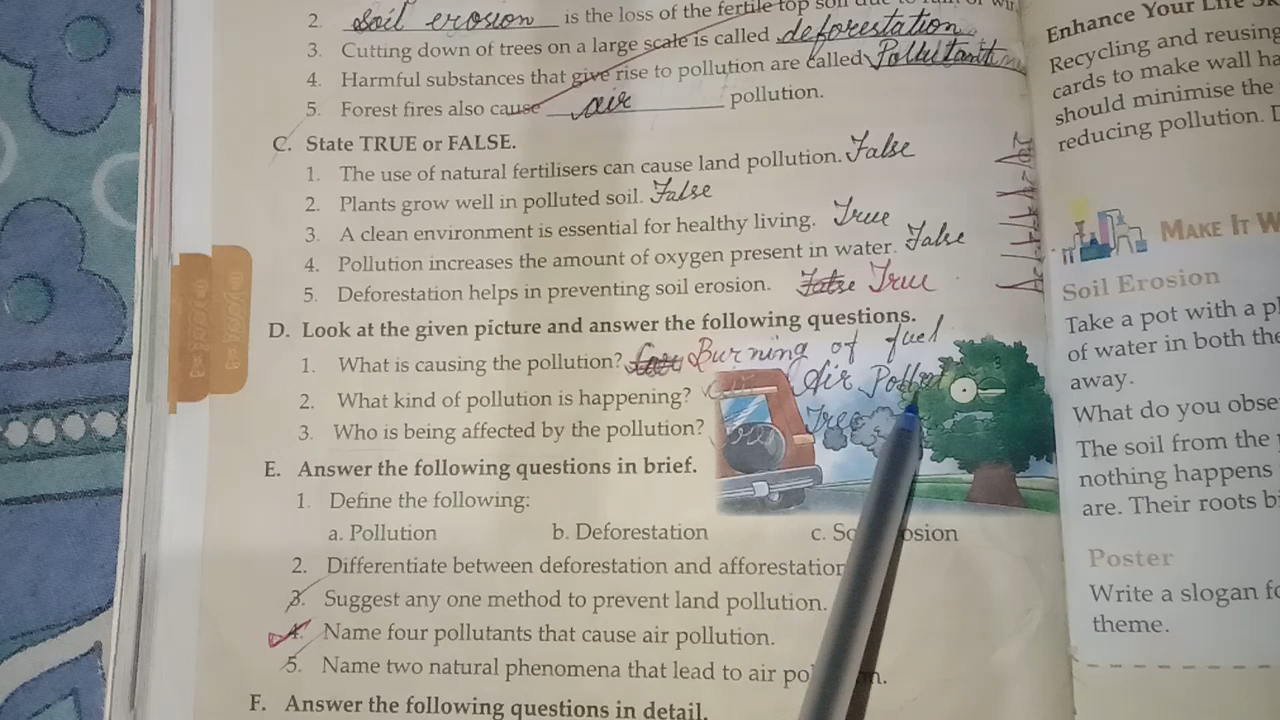 2. Soil erosion is the loss of the fertile top soil due to rain or
3. Cutting down of trees on a large scale is called deforestation
4. Harmful substances that give rise to pollution are called Pollutant
5. Forest fires also cause air pollution.
C. State TRUE or FALSE.
1. The use of natural fertilisers can cause land pollution. False
2. Plants grow well in polluted soil. False
3. A clean environment is essential for healthy living. True
4. Pollution increases the amount of oxygen present in water. False
5. Deforestation helps in preventing soil erosion. False True
D. Look at the given picture and answer the following questions.
1. What is causing the pollution? Burning of fuel
2. What kind of pollution is happening? Air
3. Who is being affected by the pollution? Tree
E. Answer the following questions in brief.
1. Define the following:
a. Pollution b. Deforestation c.
2. Differentiate between deforestation and
3. Suggest any one method to prevent land pollution.
4. Name four pollutants that cause air pollution.
5. Name two natural phenomena that lead to air
F. Answer the following questions in detail.
Enhance Your Life
Recycling and reusing
cards to make wall
should minimise the
reducing pollution.
MAKE IT
Soil Erosion
Take a pot with a
of water in both the
away.
What do you
The soil from the
nothing happens
are. Their roots
Poster
Write a slogan
theme.